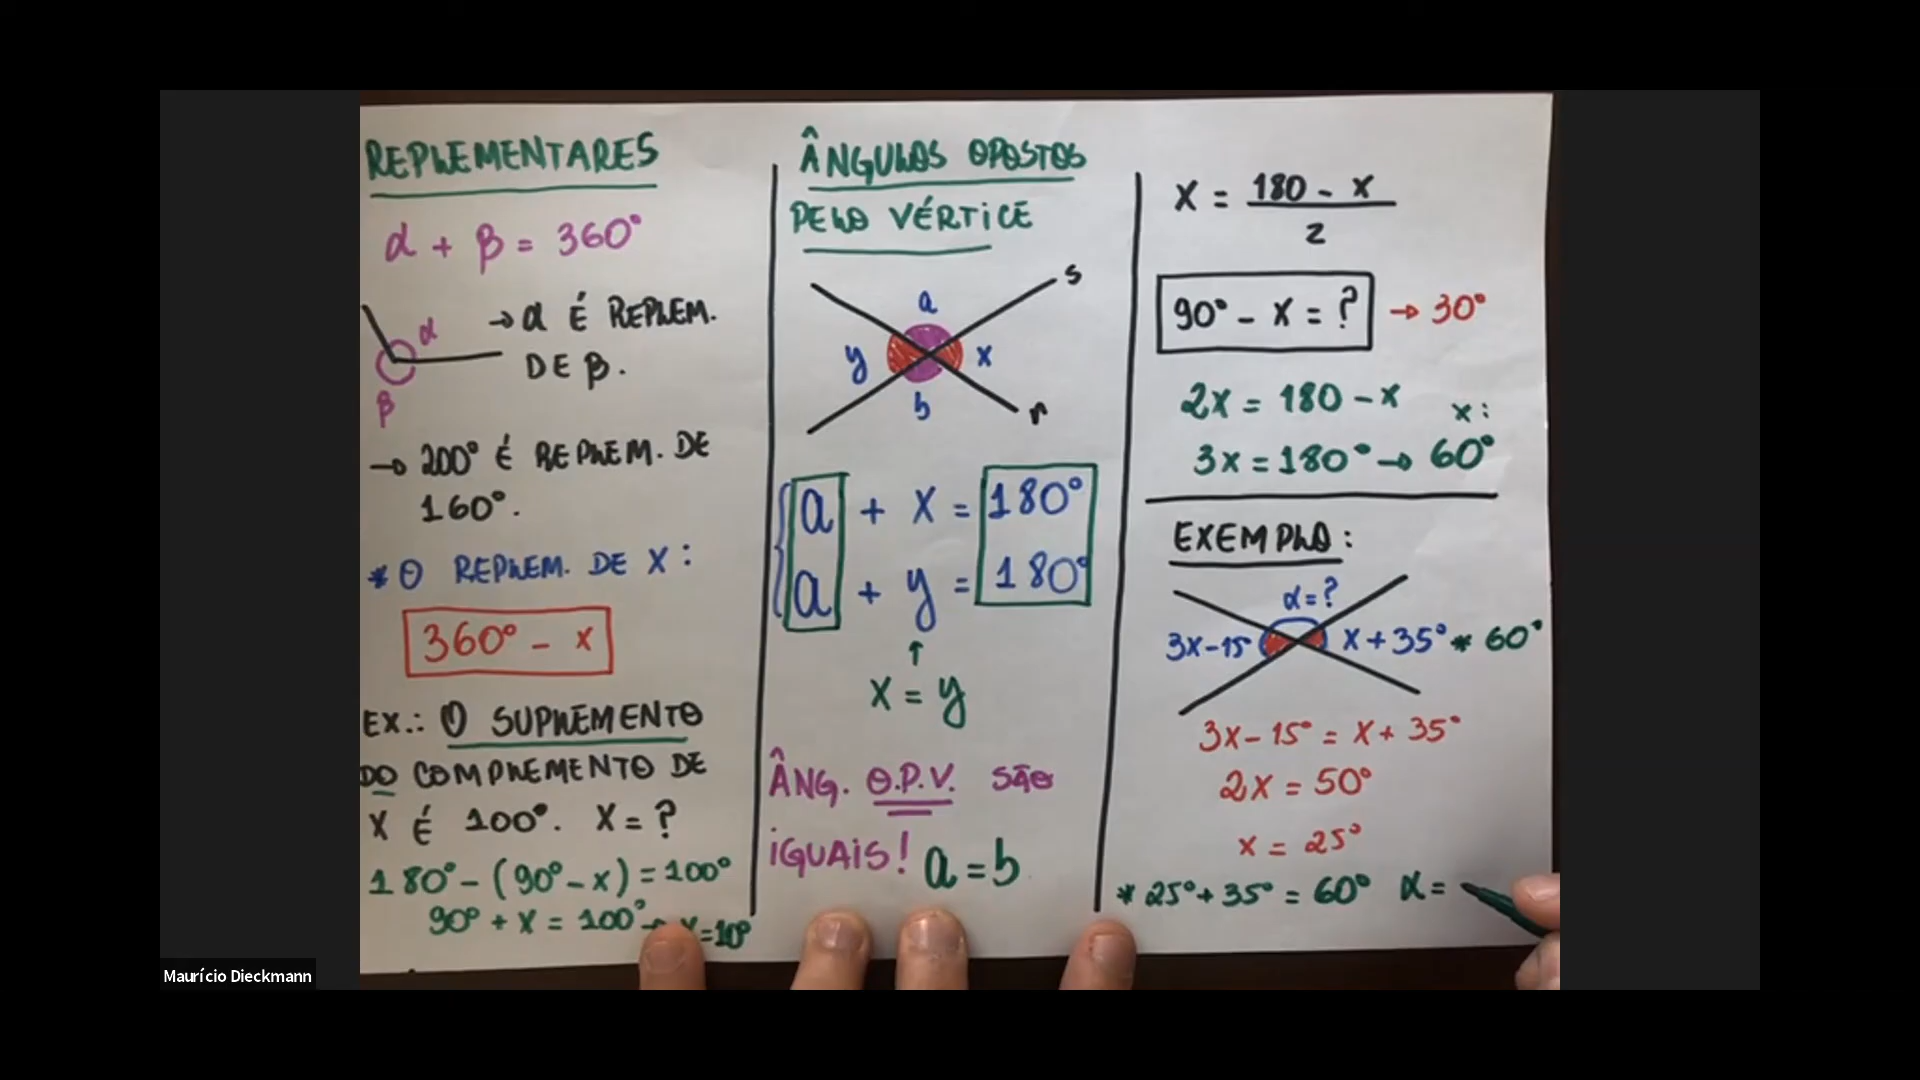 REPLEMENTARES
α + β = 360°
α
→ α É REPLEM.
DE β.
β
→ 200° É REPLEM. DE
160°.
* O REPLEM. DE X:
360° - x
EX.: O SUPLEMENTO
DO COMPLEMENTO DE
X É 100°. X = ?
180° - (90° - x) = 100°
90° + x = 100° → x = 10°
ÂNGULOS OPOSTOS
PELO VÉRTICE
s
a
y
x
b
r
a + x = 180°
a + y = 180°
↑
x = y
ÂNG. O.P.V. SÃO
IGUAIS! a = b
X = 180 - x
2
90° - X = ? → 30°
2X = 180 - X
x:
3X = 180° → 60°
EXEMPLO:
α = ?
3X - 15 X + 35° * 60°
3X - 15° = X + 35°
2X = 50°
x = 25°
* 25° + 35° = 60° α =
Maurício Dieckmann